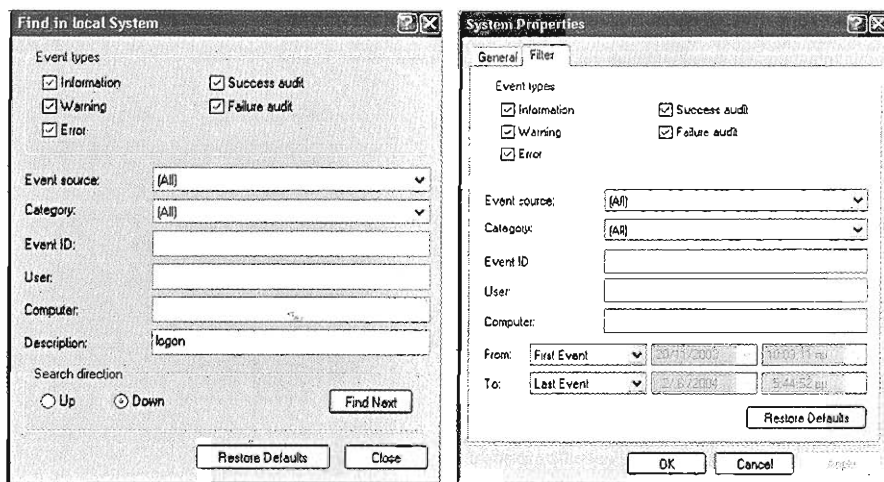 Find in local System
Event types
Information
Success audit
Warning
Failure audit
Error
Event source:
(All)
Category:
(All)
Event ID:
User:
Computer:
Description:
logon
Search direction
Up
Down
Find Next
Restore Defaults
Close
System Properties
General
Filter
Event types
Information
Success audit
Warning
Failure audit
Error
Event source:
(All)
Category:
(All)
Event ID
User
Computer:
From:
First Event
To:
Last Event
Restore Defaults
OK
Cancel
Apply